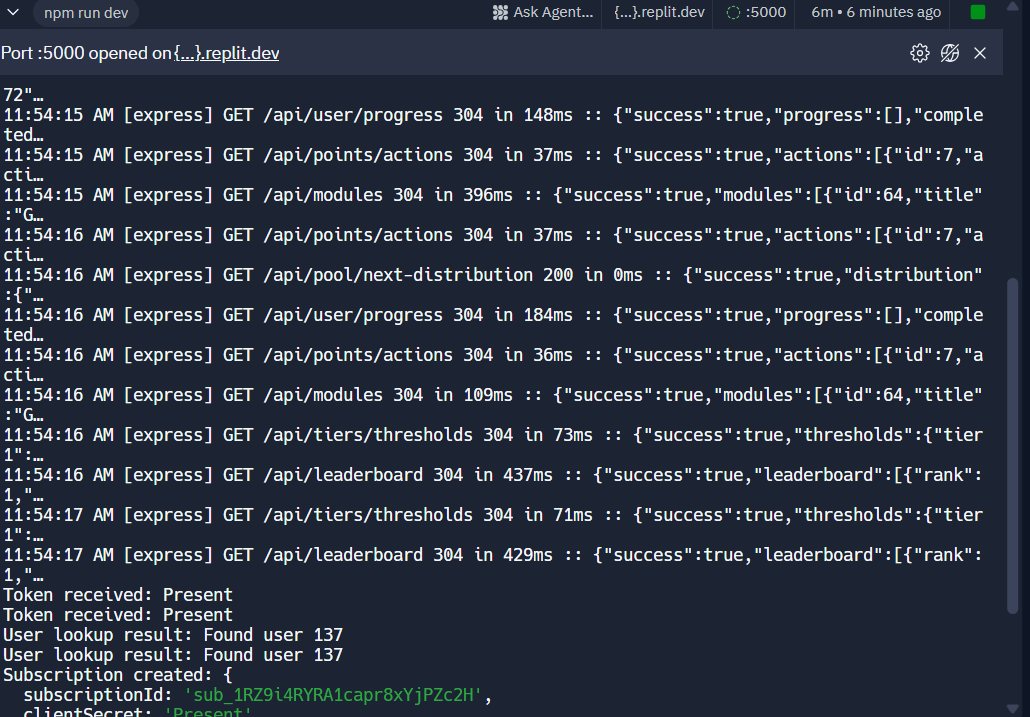 npm run dev Ask Agent... {...}.replit.dev :5000 6m • 6 minutes ago
Port :5000 opened on {...}.replit.dev
72"…
11:54:15 AM [express] GET /api/user/progress 304 in 148ms :: {"success":true,"progress":[],"comple
ted…
11:54:15 AM [express] GET /api/points/actions 304 in 37ms :: {"success":true,"actions":[{"id":7,"a
cti…
11:54:15 AM [express] GET /api/modules 304 in 396ms :: {"success":true,"modules":[{"id":64,"title"
:"G…
11:54:16 AM [express] GET /api/points/actions 304 in 37ms :: {"success":true,"actions":[{"id":7,"a
cti…
11:54:16 AM [express] GET /api/pool/next-distribution 200 in 0ms :: {"success":true,"distribution"
:{"…
11:54:16 AM [express] GET /api/user/progress 304 in 184ms :: {"success":true,"progress":[],"comple
ted…
11:54:16 AM [express] GET /api/points/actions 304 in 36ms :: {"success":true,"actions":[{"id":7,"a
cti…
11:54:16 AM [express] GET /api/modules 304 in 109ms :: {"success":true,"modules":[{"id":64,"title"
:"G…
11:54:16 AM [express] GET /api/tiers/thresholds 304 in 73ms :: {"success":true,"thresholds":{"tier
1":…
11:54:16 AM [express] GET /api/leaderboard 304 in 437ms :: {"success":true,"leaderboard":[{"rank":
1,"…
11:54:17 AM [express] GET /api/tiers/thresholds 304 in 71ms :: {"success":true,"thresholds":{"tier
1":…
11:54:17 AM [express] GET /api/leaderboard 304 in 429ms :: {"success":true,"leaderboard":[{"rank":
1,"…
Token received: Present
Token received: Present
User lookup result: Found user 137
User lookup result: Found user 137
Subscription created: {
subscriptionId: 'sub_1RZ9i4RYRA1capr8xYjPZc2H',
clientSecret: 'Present'